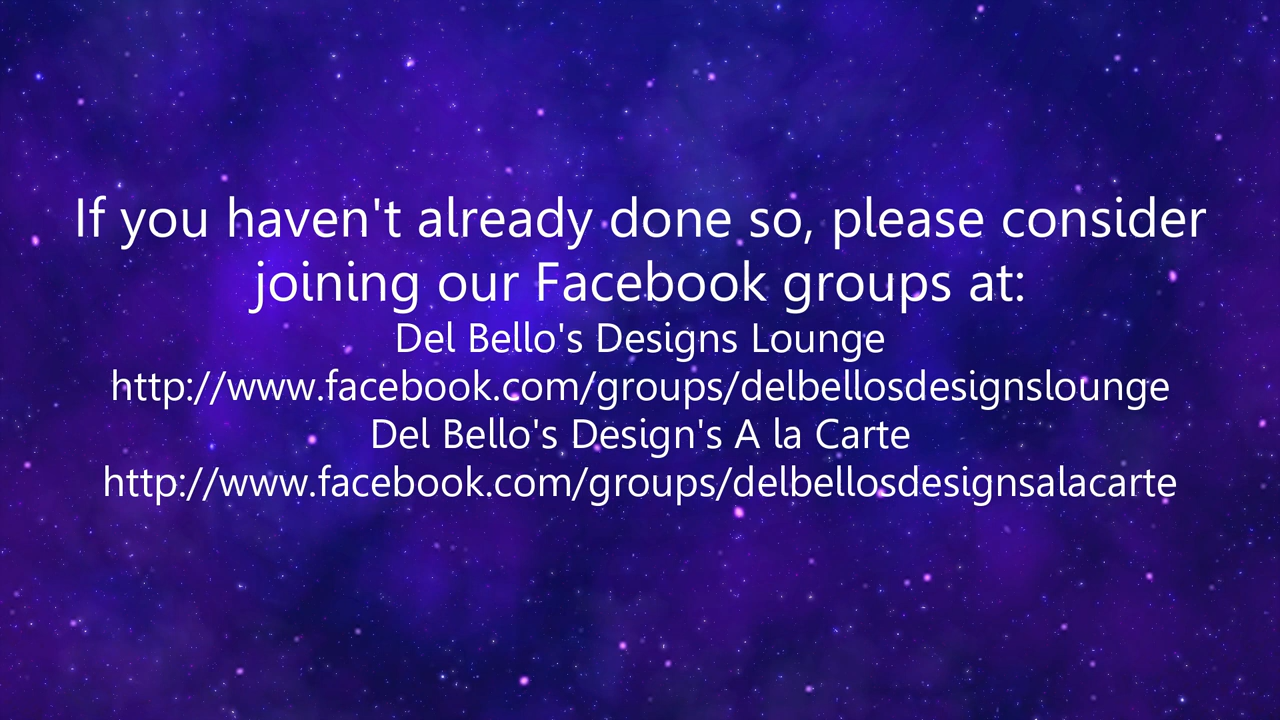 If you haven't already done so, please consider
joining our Facebook groups at:
Del Bello's Designs Lounge
http://www.facebook.com/groups/delbellosdesignslounge
Del Bello's Design's A la Carte
http://www.facebook.com/groups/delbellosdesignsalacarte